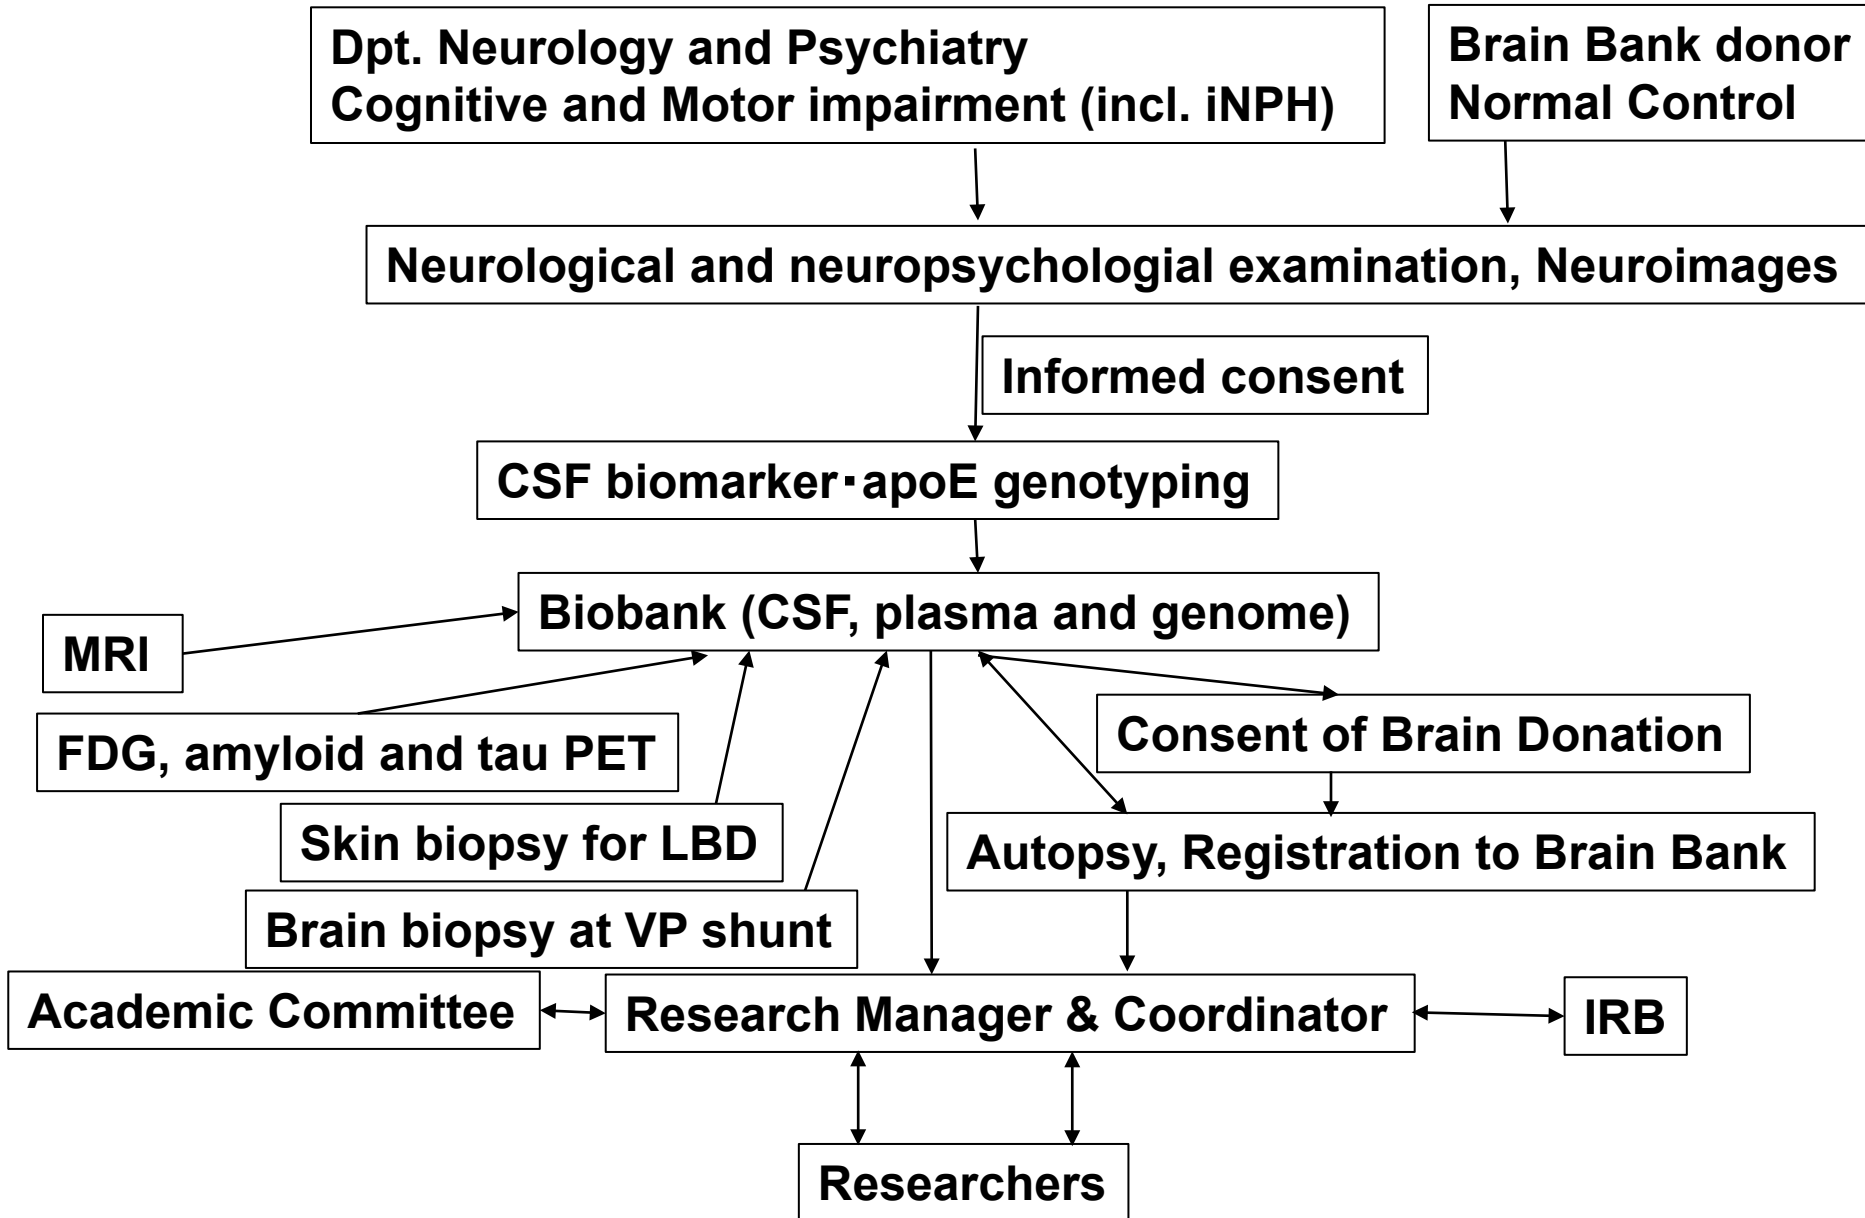 Dpt. Neurology and Psychiatry
Cognitive and Motor impairment (incl. iNPH)
Brain Bank donor
Normal Control
Neurological and neuropsychologial examination, Neuroimages
Informed consent
CSF biomarker･apoE genotyping
Biobank (CSF, plasma and genome)
MRI
FDG, amyloid and tau PET
Consent of Brain Donation
Skin biopsy for LBD
Autopsy, Registration to Brain Bank
Brain biopsy at VP shunt
Academic Committee
Research Manager & Coordinator
IRB
Researchers